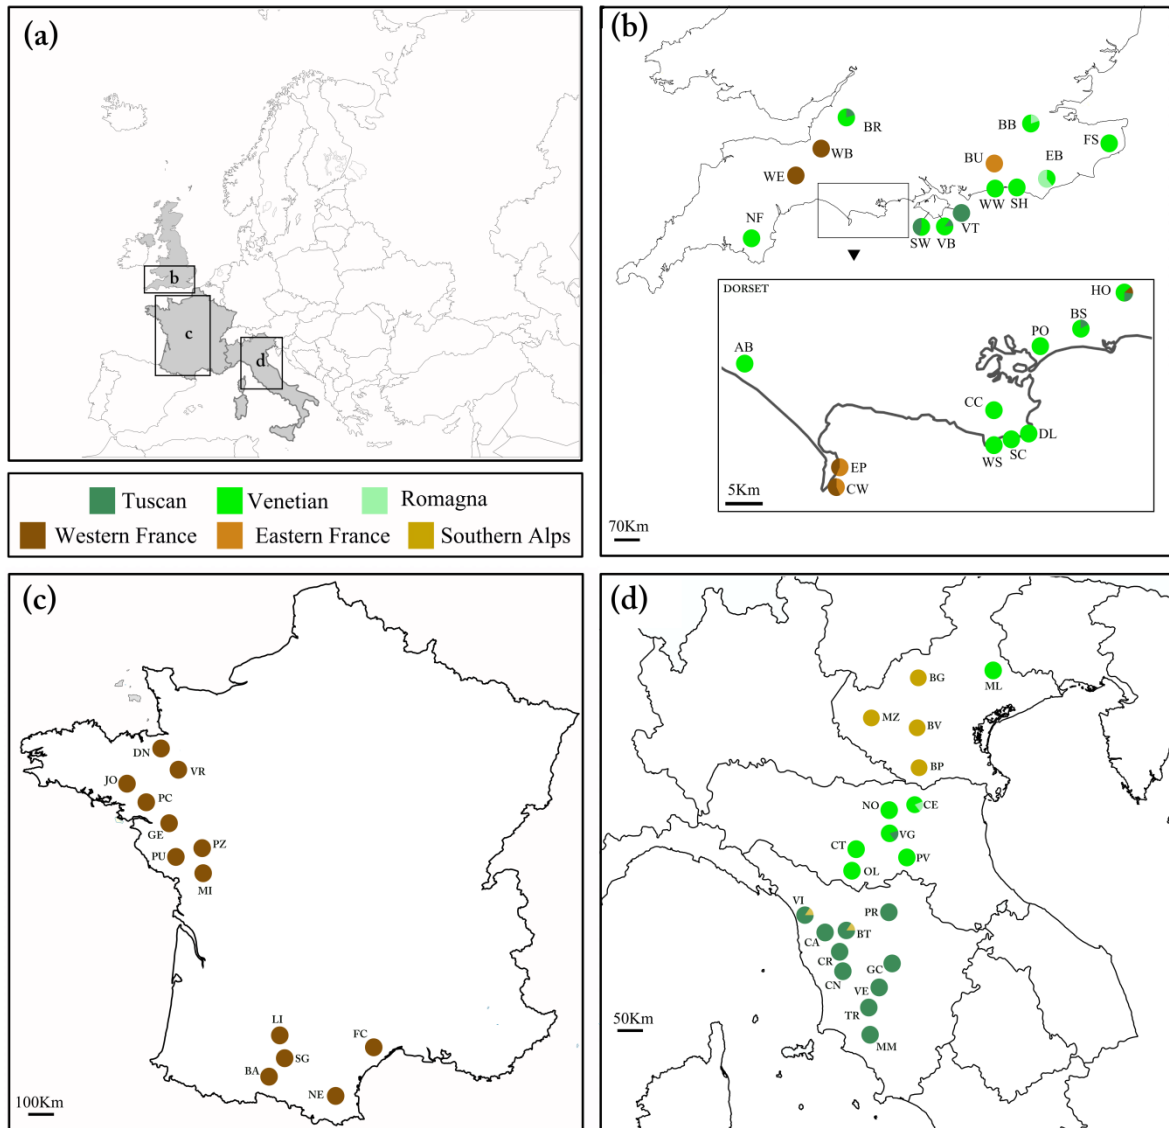 (a)
b
c
d
Tuscan Venetian Romagna
Western France Eastern France Southern Alps
(b)
BR
BB
FS
WB
BU
EB
WE
WW SH
NF
VT
SW VB
DORSET
HO
BS
PO
AB
CC
DL
SC
WS
EP
CW
5Km
70Km
(c)
DN
VR
JO
PC
GE
PZ
PU
MI
LI
FC
SG
BA
NE
100Km
(d)
BG
ML
MZ
BV
BP
NO CE
VG
CT
PV
OL
VI
PR
CA BT
CR
GC
CN
VE
TR
MM
50Km